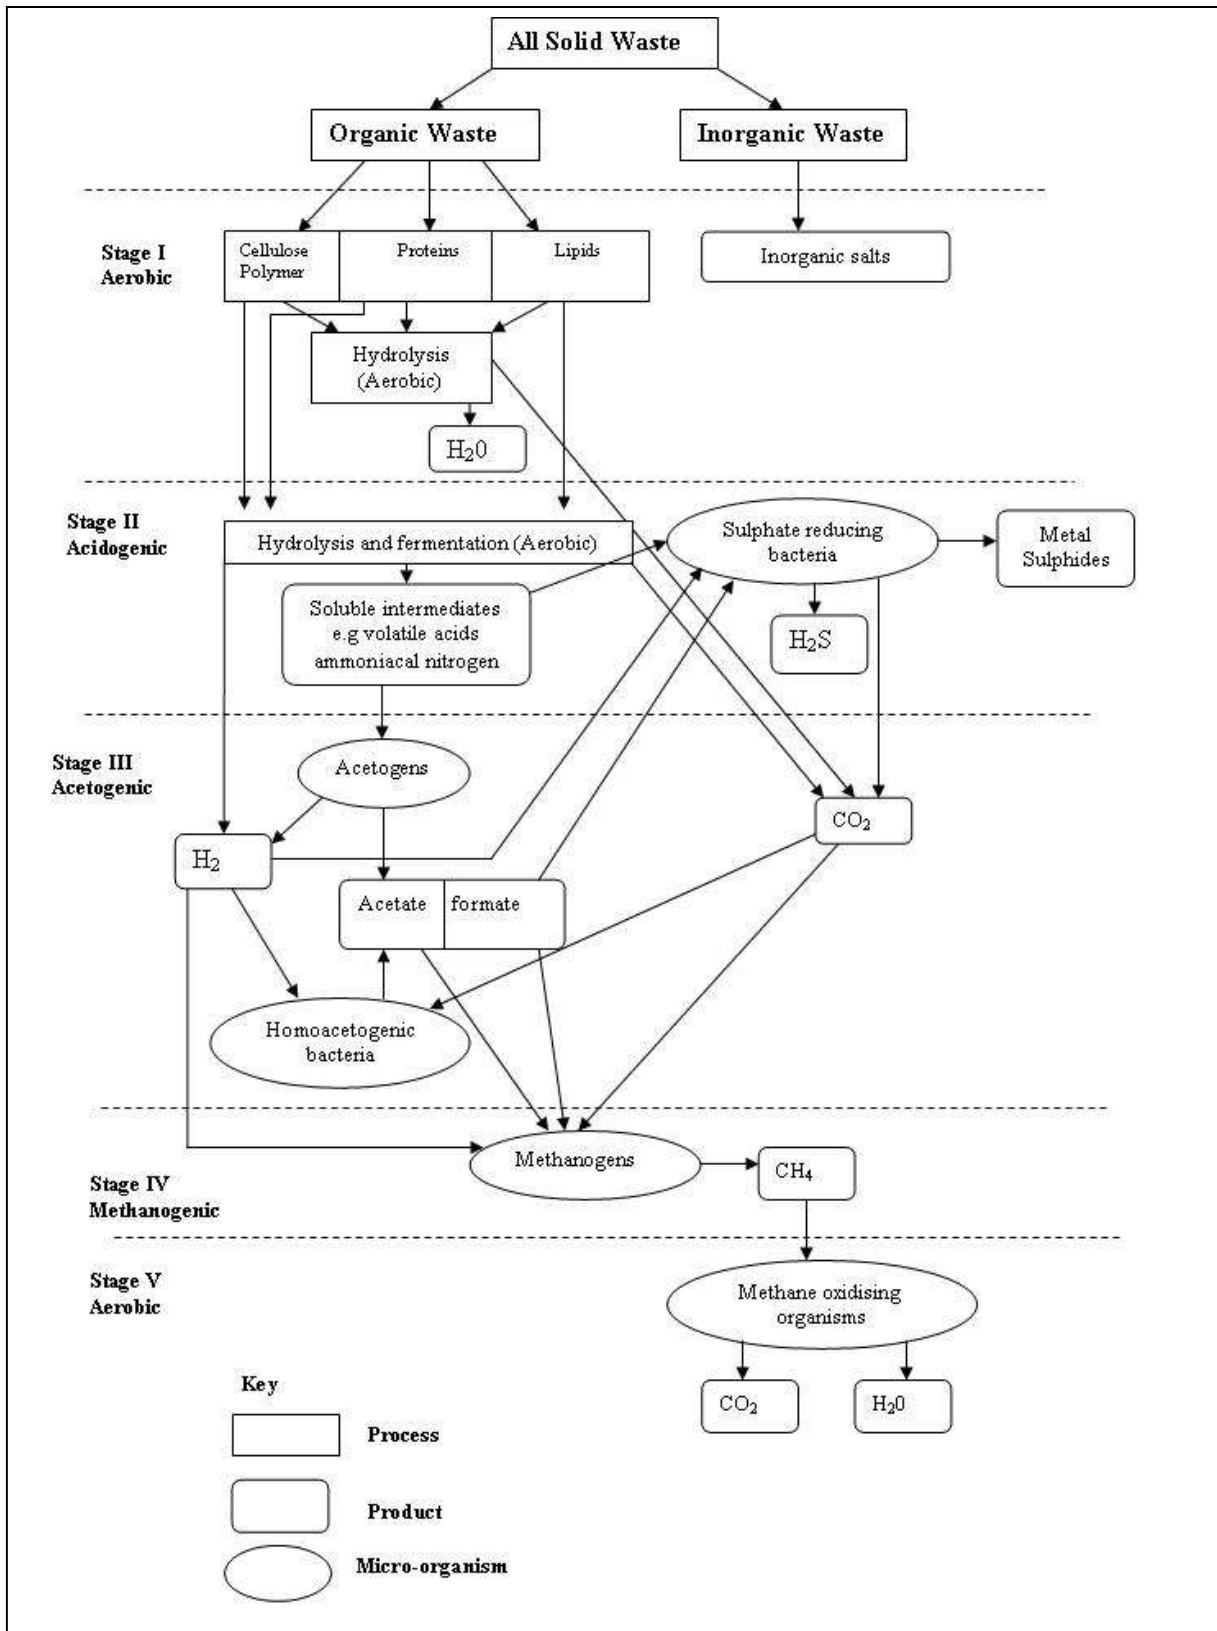 All Solid Waste
Organic Waste
Inorganic Waste
Stage I
Aerobic
Cellulose
Polymer
Proteins
Lipids
Inorganic salts
Hydrolysis
(Aerobic)
H₂0
Stage II
Acidogenic
Hydrolysis and fermentation (Aerobic)
Sulphate reducing
bacteria
Metal
Sulphides
Soluble intermediates
e.g volatile acids
ammoniacal nitrogen
H₂S
Stage III
Acetogenic
Acetogens
CO₂
H₂
Acetate
formate
Homoacetogenic
bacteria
Stage IV
Methanogenic
Methanogens
CH₄
Stage V
Aerobic
Methane oxidising
organisms
CO₂
H₂0
Key
Process
Product
Micro-organism